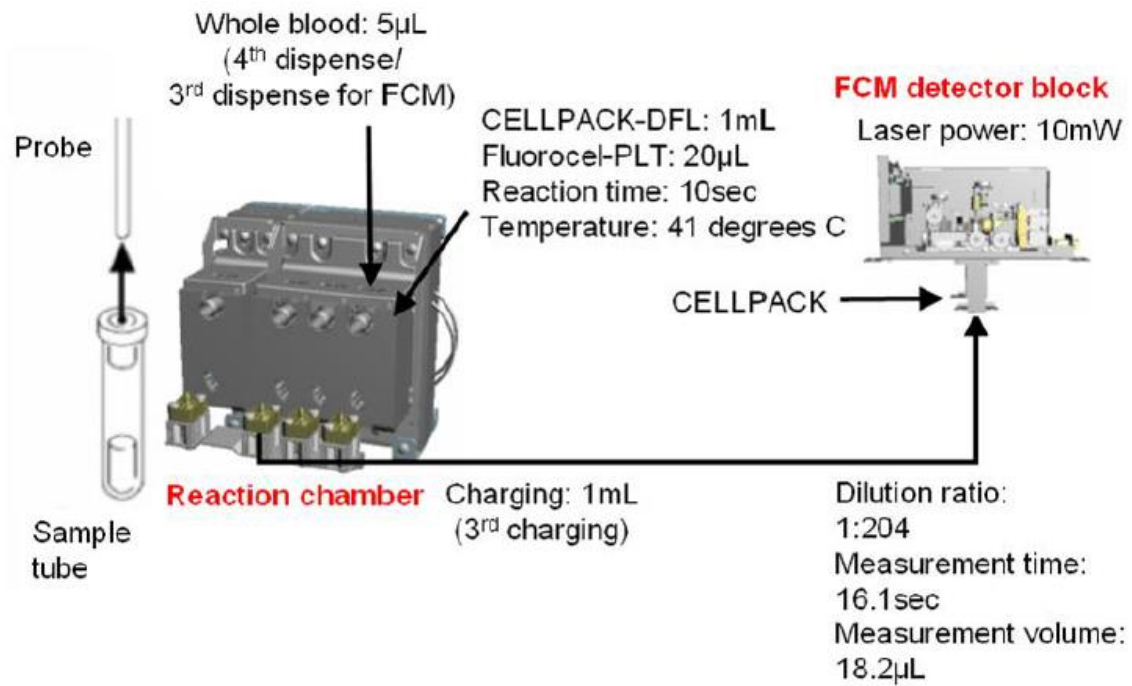 Whole blood: 5µL
(4th dispense/
3rd dispense for FCM)
Probe
CELLPACK-DFL: 1mL
Fluorocel-PLT: 20µL
Reaction time: 10sec
Temperature: 41 degrees C
FCM detector block
Laser power: 10mW
CELLPACK
Sample
tube
Reaction chamber
Charging: 1mL
(3rd charging)
Dilution ratio:
1:204
Measurement time:
16.1sec
Measurement volume:
18.2µL